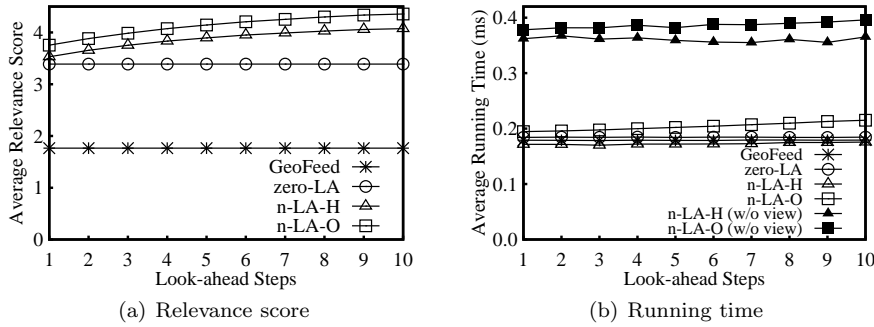 Average Relevance Score
4
3
2
1
0
GeoFeed
zero-LA
n-LA-H
n-LA-O
1 2 3 4 5 6 7 8 9 10
Look-ahead Steps
(a) Relevance score
Average Running Time (ms)
0.4
0.3
0.2
0.1
0.0
GeoFeed
zero-LA
n-LA-H
n-LA-O
n-LA-H (w/o view)
n-LA-O (w/o view)
1 2 3 4 5 6 7 8 9 10
Look-ahead Steps
(b) Running time